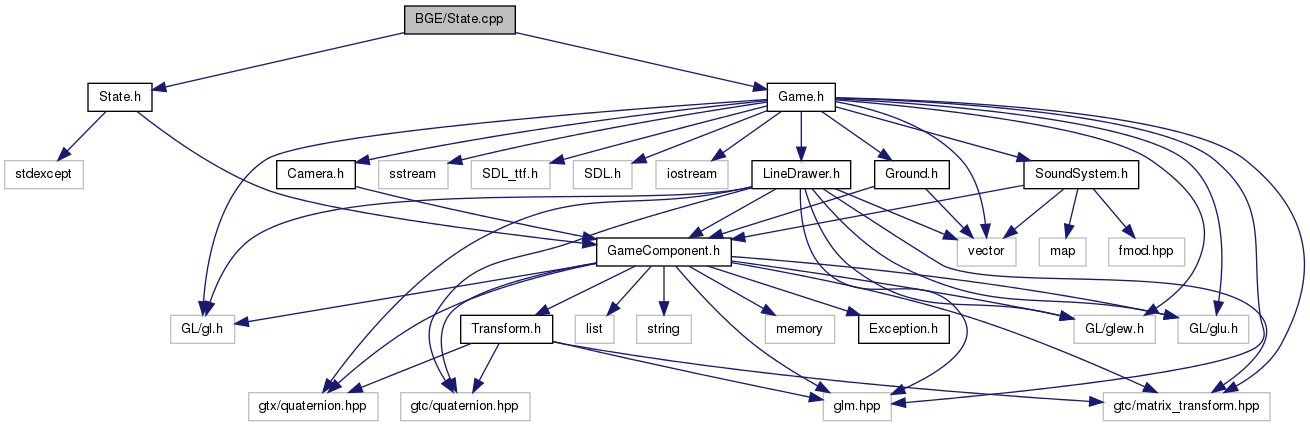 BGE/State.cpp
State.h
Game.h
stdexcept
Camera.h
sstream
SDL_ttf.h
SDL.h
iostream
LineDrawer.h
Ground.h
SoundSystem.h
GameComponent.h
vector
map
fmod.hpp
GL/gl.h
Transform.h
list
string
memory
Exception.h
GL/glew.h
GL/glu.h
gtx/quaternion.hpp
gtc/quaternion.hpp
glm.hpp
gtc/matrix_transform.hpp